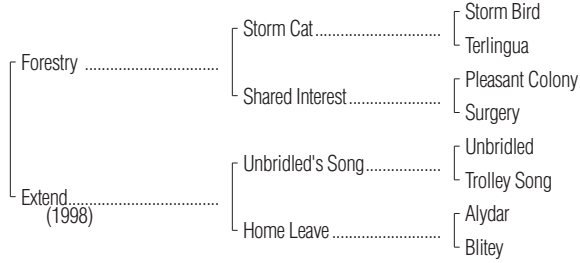 Storm Bird
Storm Cat
Terlingua
Forestry
Pleasant Colony
Shared Interest
Surgery
Unbridled
Unbridled's Song
Trolley Song
Extend
(1998)
Alydar
Home Leave
Blitey